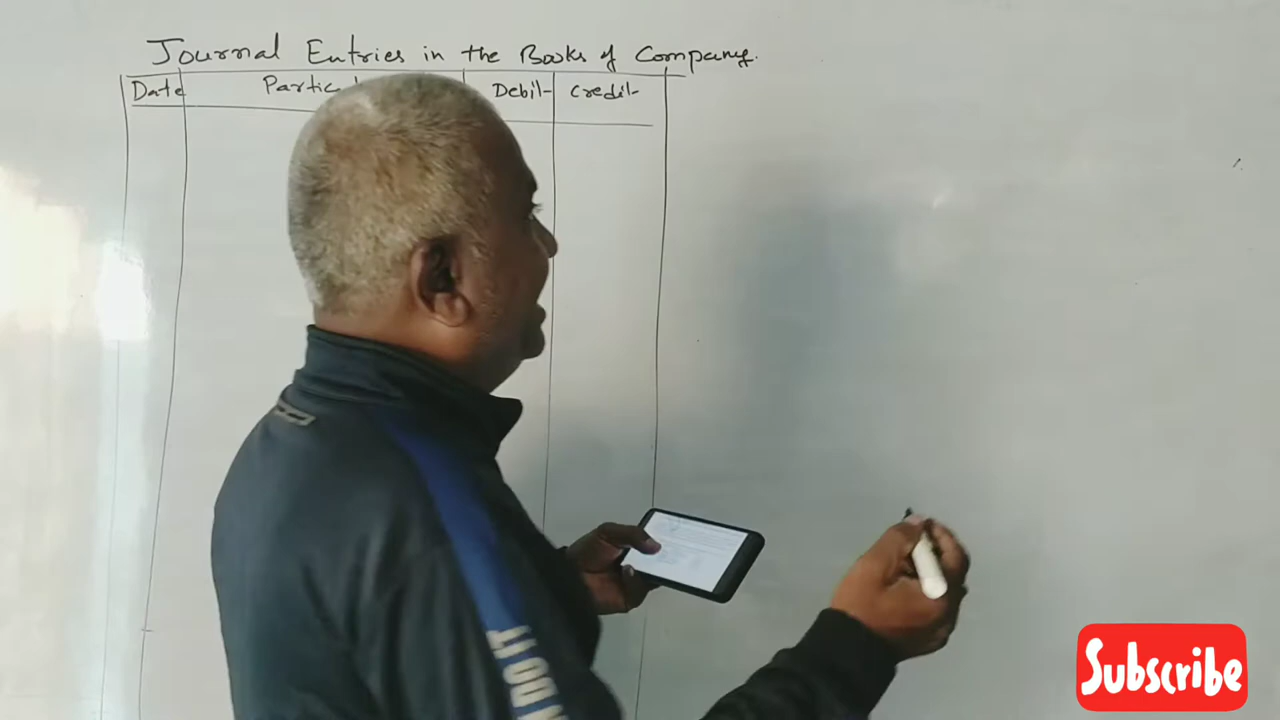 Journal Entries in the Books of Company.
Date Debit Credit
Subscribe